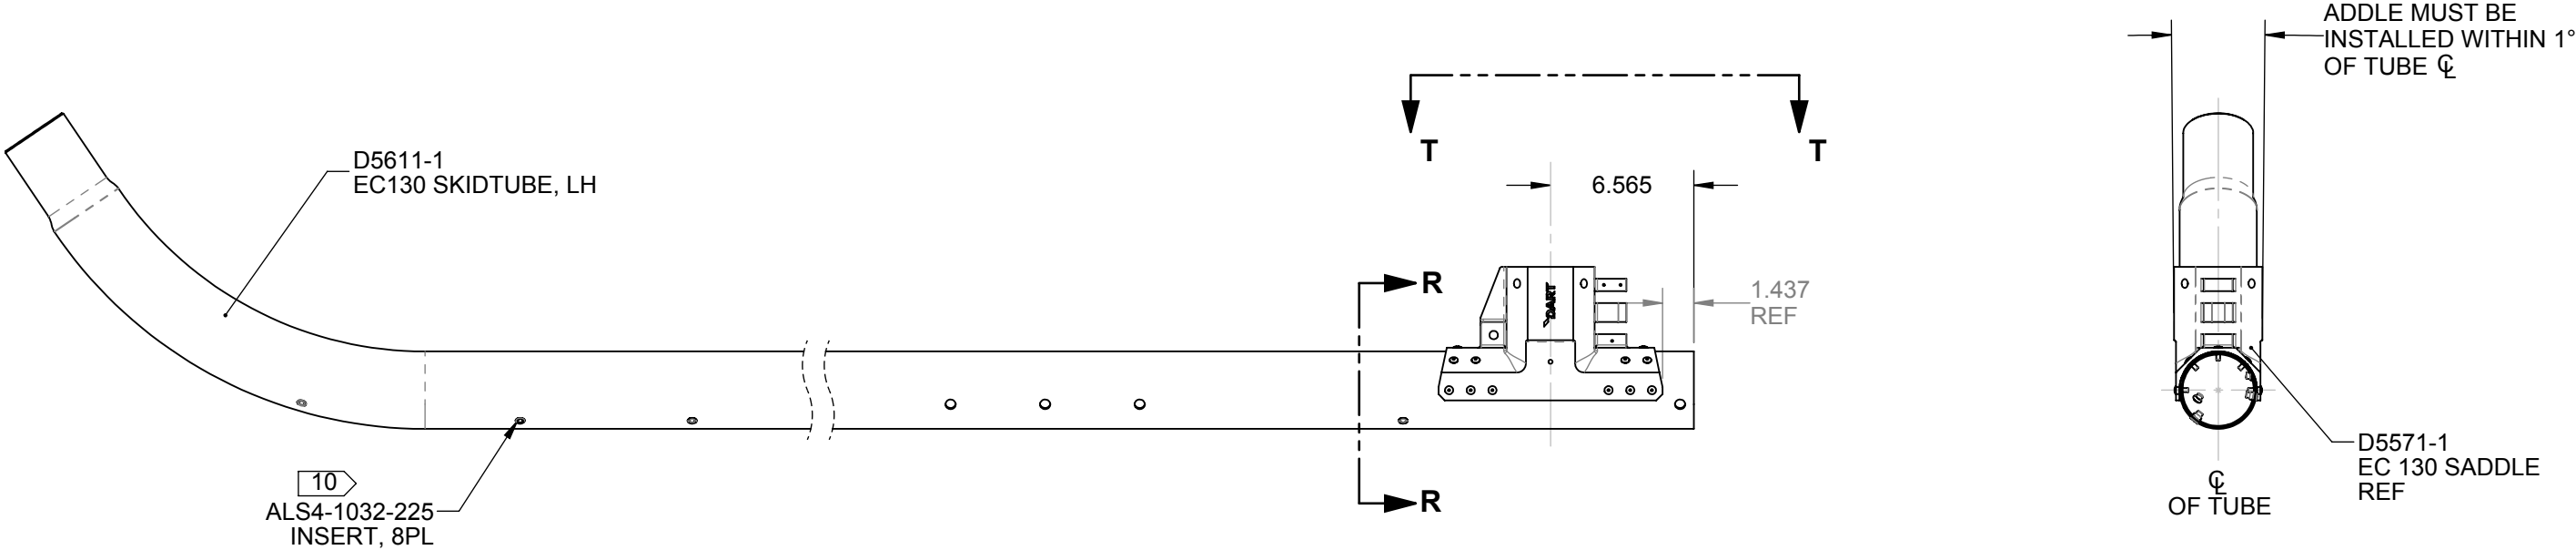 ADDLE MUST BE
INSTALLED WITHIN 1°
OF TUBE ℄
D5611-1
EC130 SKIDTUBE, LH
T
T
6.565
R
1.437
REF
DART
10
ALS4-1032-225
INSERT, 8PL
R
D5571-1
EC 130 SADDLE
REF
℄
OF TUBE